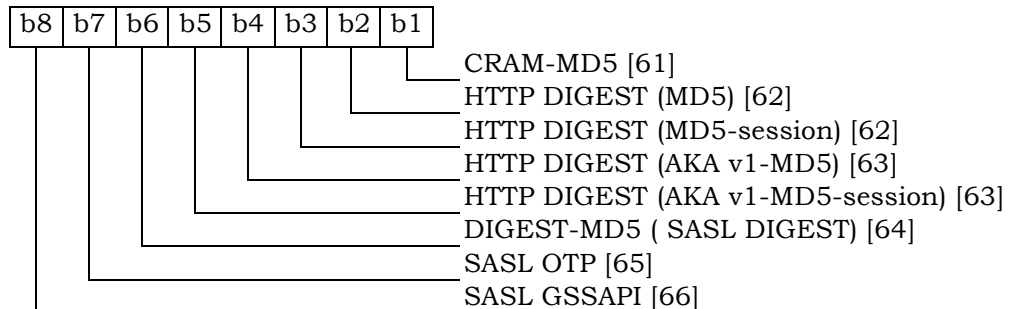 b8 b7 b6 b5 b4 b3 b2 b1
CRAM-MD5 [61]
HTTP DIGEST (MD5) [62]
HTTP DIGEST (MD5-session) [62]
HTTP DIGEST (AKA v1-MD5) [63]
HTTP DIGEST (AKA v1-MD5-session) [63]
DIGEST-MD5 ( SASL DIGEST) [64]
SASL OTP [65]
SASL GSSAPI [66]